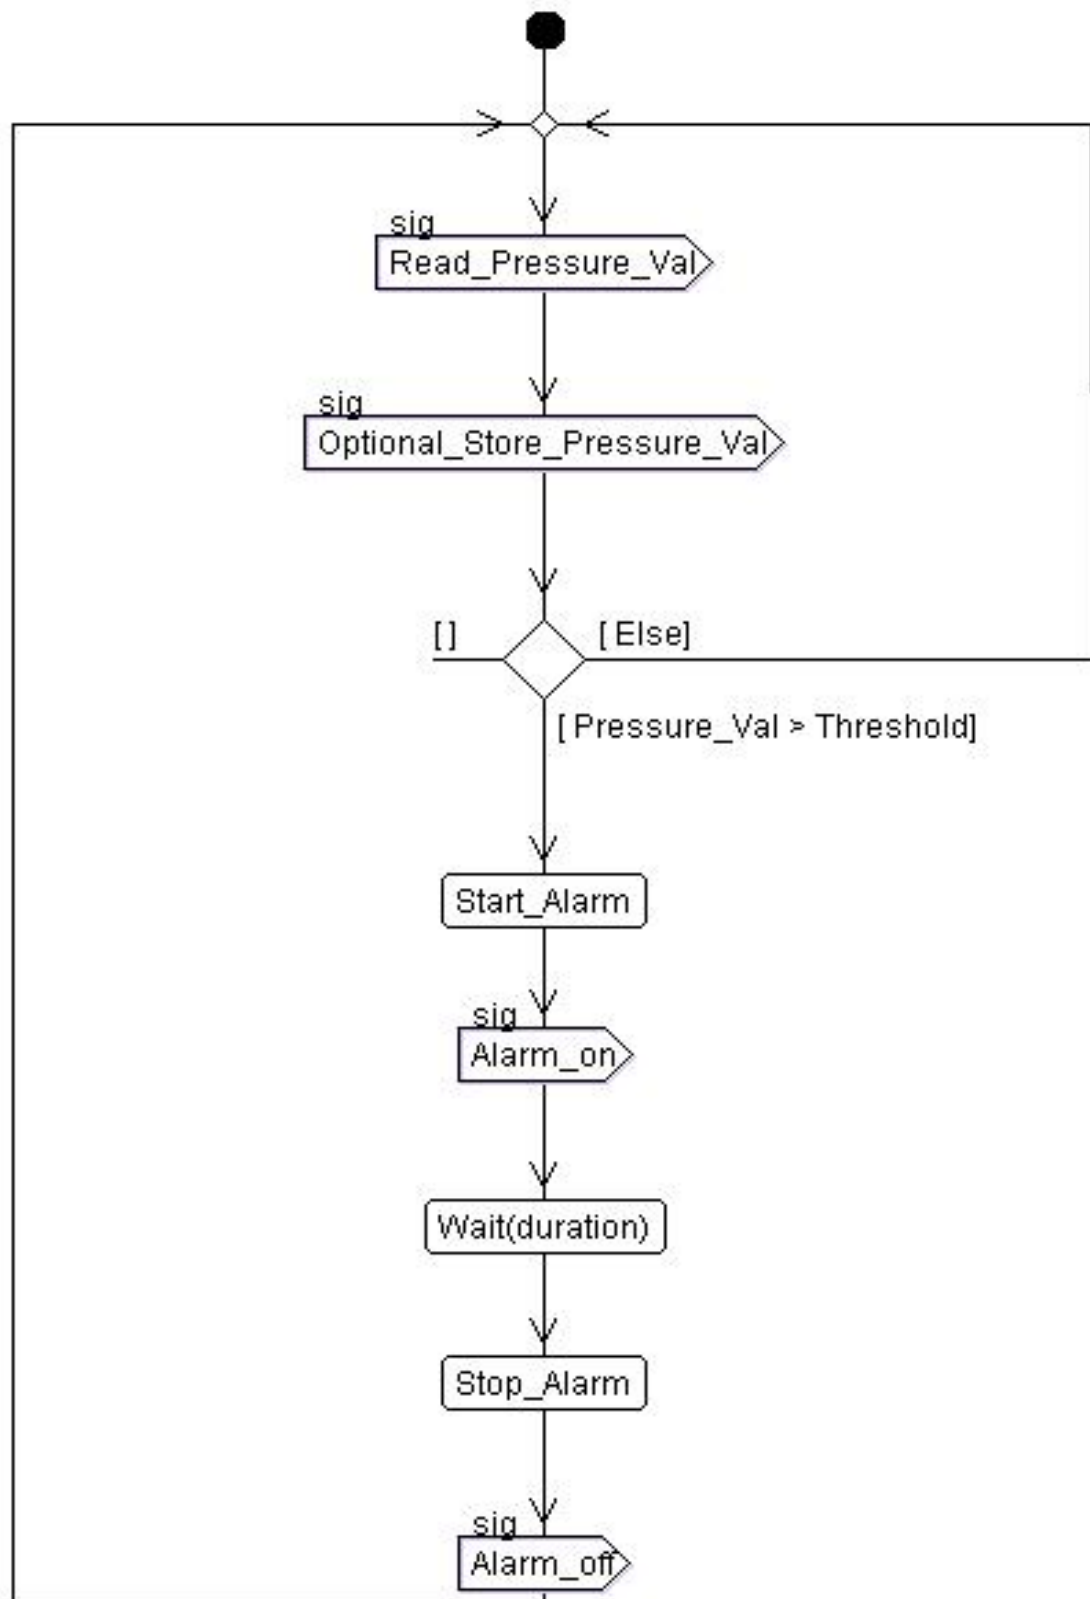 sig
Read_Pressure_Val
sig
Optional_Store_Pressure_Val
[ ] [ Else]
[ Pressure_Val > Threshold]
Start_Alarm
sig
Alarm_on
Wait(duration)
Stop_Alarm
sig
Alarm_off